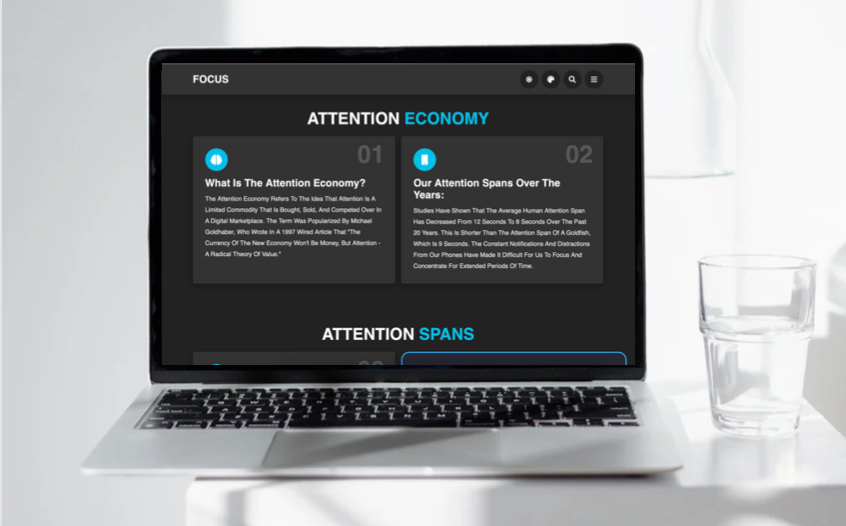 FOCUS
ATTENTION ECONOMY
01
What Is The Attention Economy?
The Attention Economy Refers To The Idea That Attention Is A
Limited Commodity That Is Bought, Sold, And Competed Over In
A Digital Marketplace. The Term Was Popularized By Michael
Goldhaber, Who Wrote In A 1997 Wired Article That "The
Currency Of The New Economy Won't Be Money, But Attention -
A Radical Theory Of Value."
02
Our Attention Spans Over The
Years:
Studies Have Shown That The Average Human Attention Span
Has Decreased From 12 Seconds To 8 Seconds Over The Past
20 Years. This Is Shorter Than The Attention Span Of A Goldfish,
Which Is 9 Seconds. The Constant Notifications And Distractions
From Our Phones Have Made It Difficult For Us To Focus And
Concentrate For Extended Periods Of Time.
ATTENTION SPANS